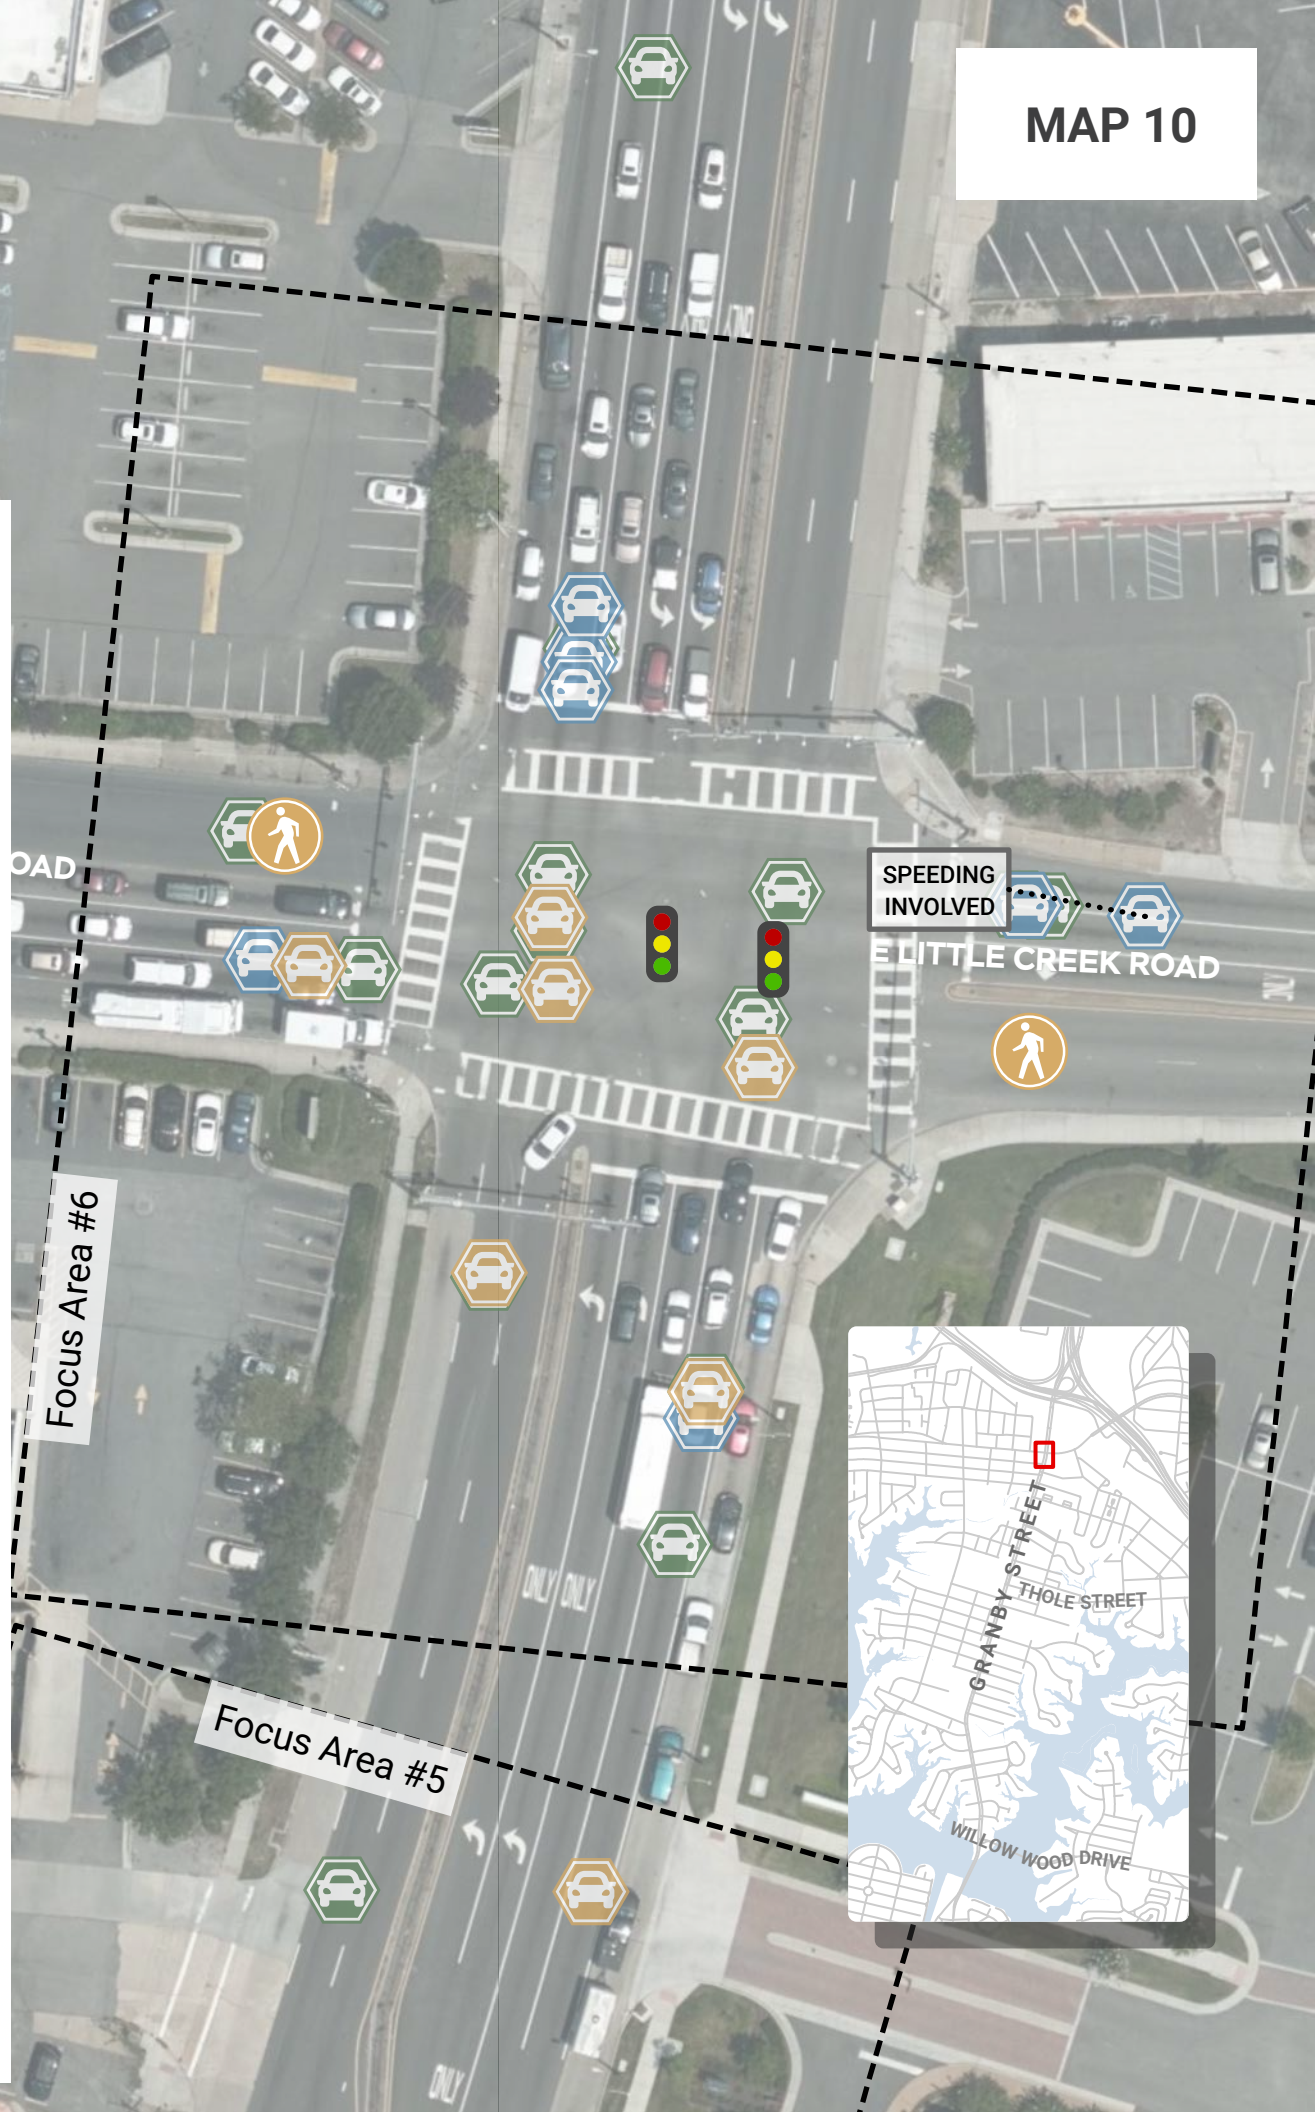 MAP 10
OAD
SPEEDING
INVOLVED
E LITTLE CREEK ROAD
Focus Area #6
ONLY ONLY
Focus Area #5
ONLY
GRANBY STREET
THOLE STREET
WILLOW WOOD DRIVE